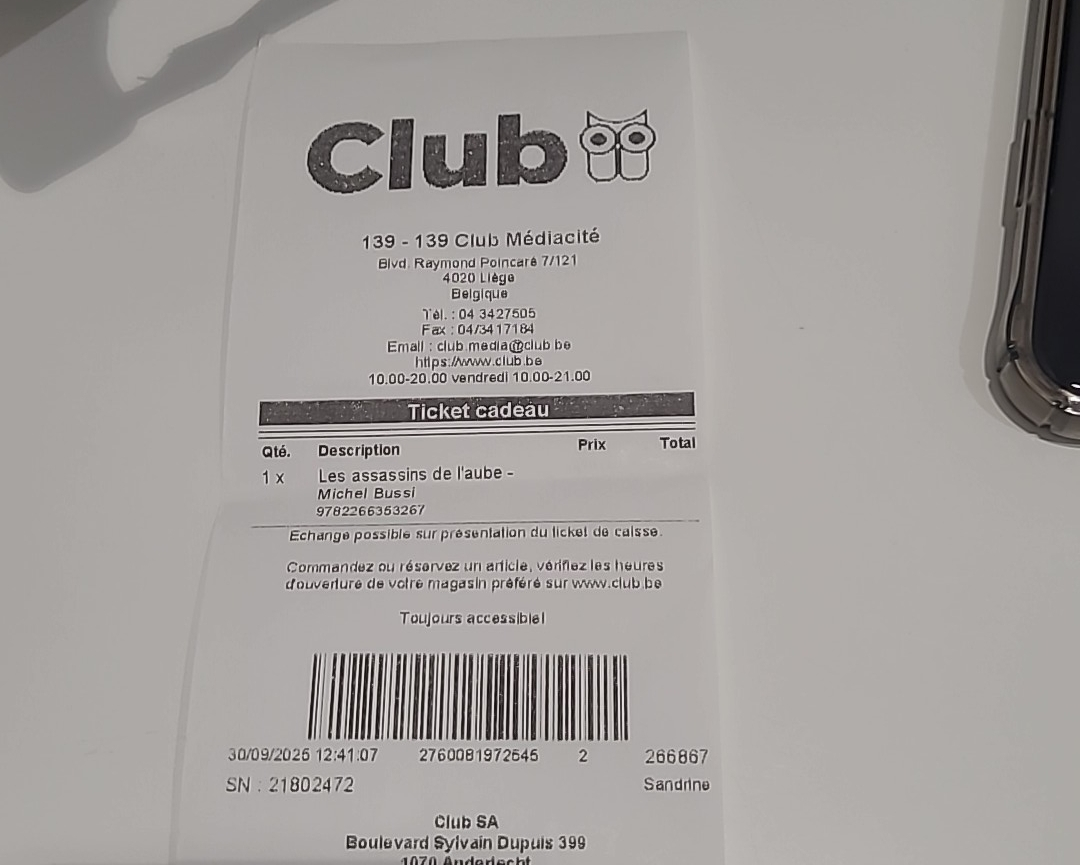 Club
139 - 139 Club Médiacité
Blvd. Raymond Poincaré 7/121
4020 Liège
Belgique
Tél. : 04 3427505
Fax : 04/3417184
Email : club.media@club.be
https://www.club.be
10.00-20.00 vendredi 10.00-21.00
Ticket cadeau
Qté. Description Prix Total
1 x Les assassins de l'aube -
Michel Bussi
9782266353267
Echange possible sur présentation du ticket de caisse.
Commandez ou réservez un article, vérifiez les heures
d'ouverture de votre magasin préféré sur www.club.be
Toujours accessible!
30/09/2025 12:41:07 2760081972645 2 266867
SN : 21802472 Sandrine
Club SA
Boulevard Sylvain Dupuis 399
1070 Anderlecht